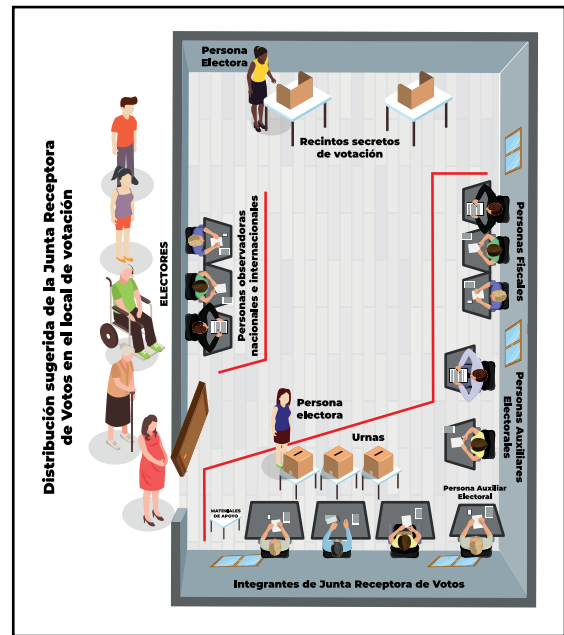 Distribución sugerida de la Junta Receptora
de Votos en el local de votación
ELECTORES
Persona
Electora
Recintos secretos
de votación
Personas observadoras
nacionales e internacionales
Personas Fiscales
Personas Auxiliares
Electorales
Persona
electora
Urnas
Persona Auxiliar
Electoral
MATERIALES
DE APOYO
Integrantes de Junta Receptora de Votos